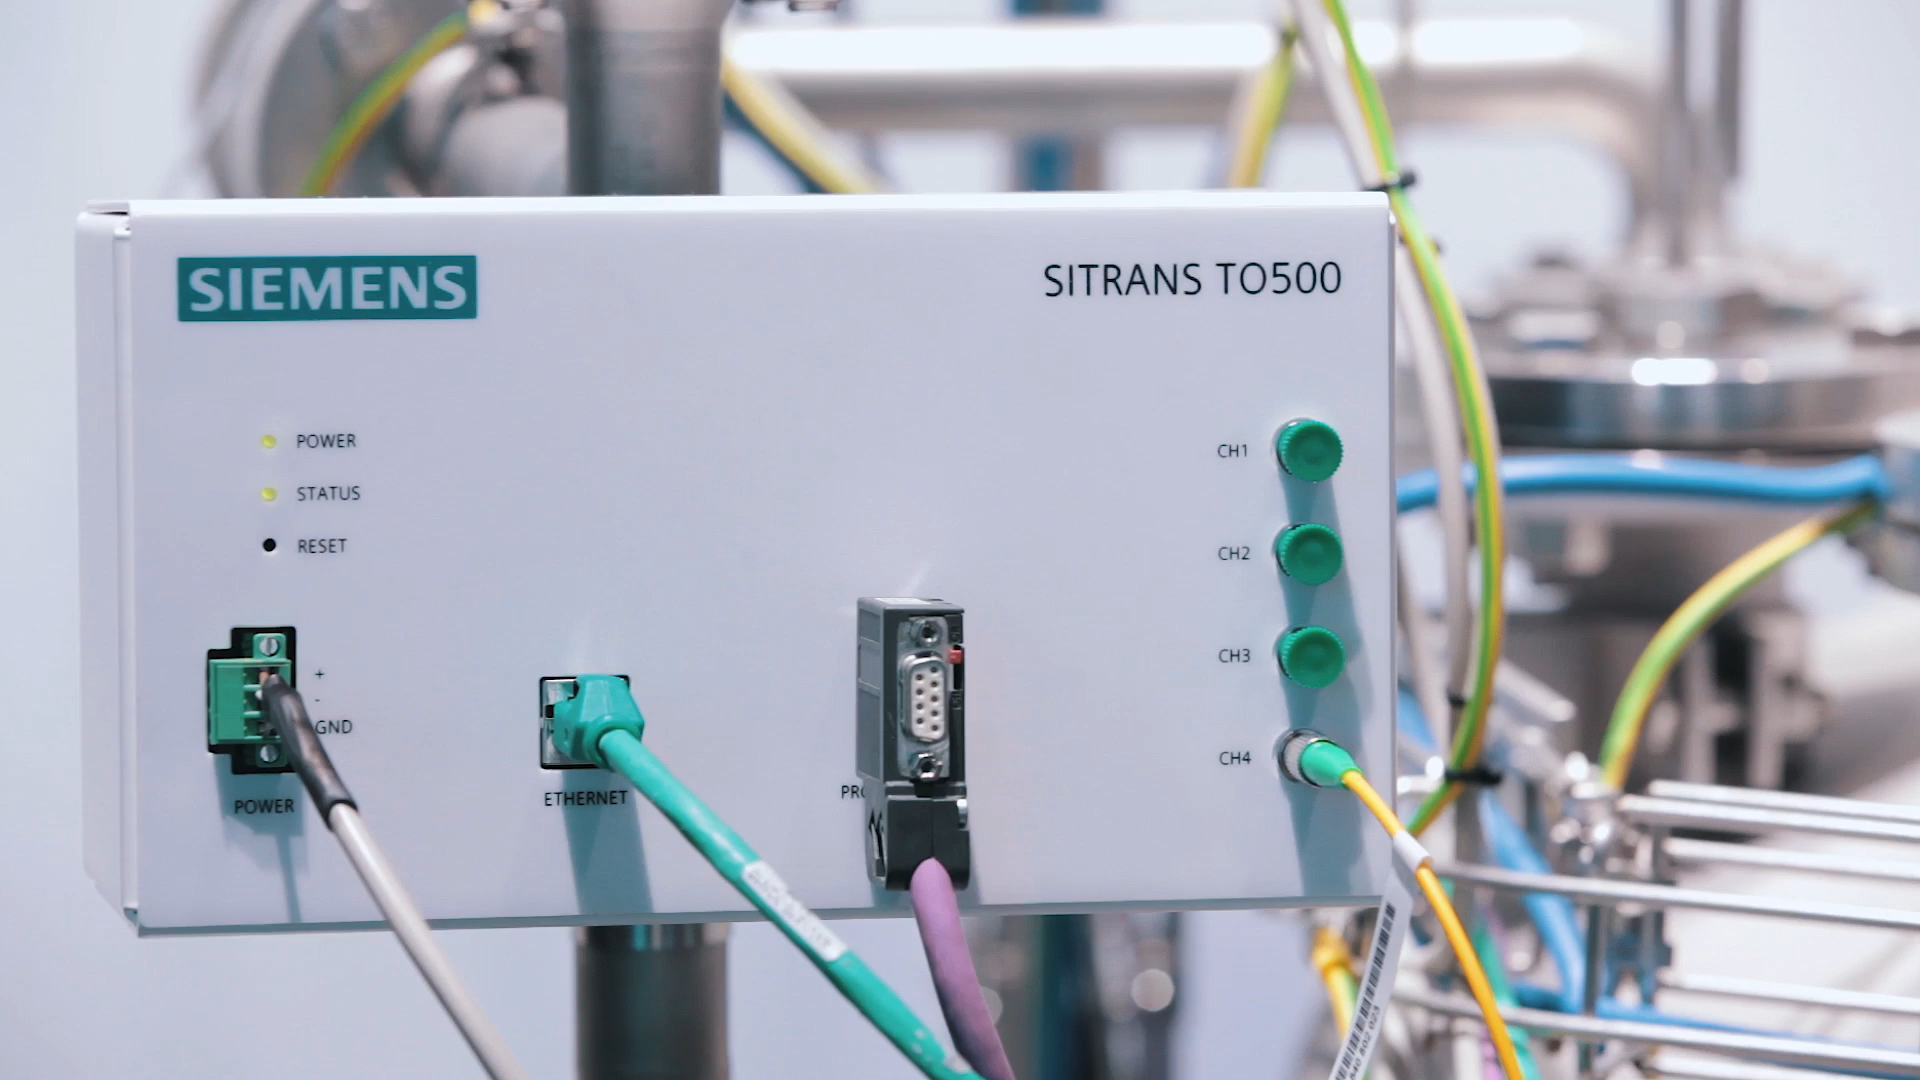 SIEMENS
SITRANS TO500
POWER
STATUS
RESET
CH1
CH2
CH3
CH4
+
-
GND
POWER
ETHERNET